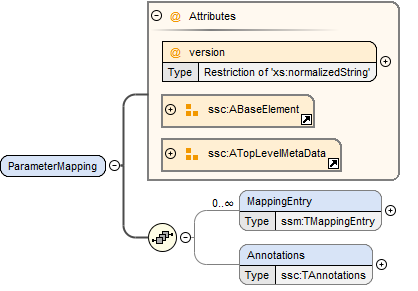 Attributes
@ version
Type Restriction of 'xs:normalizedString'
ssc:ABaseElement
ssc:ATopLevelMetaData
ParameterMapping
0..∞
MappingEntry
Type ssm:TMappingEntry
Annotations
Type ssc:TAnnotations